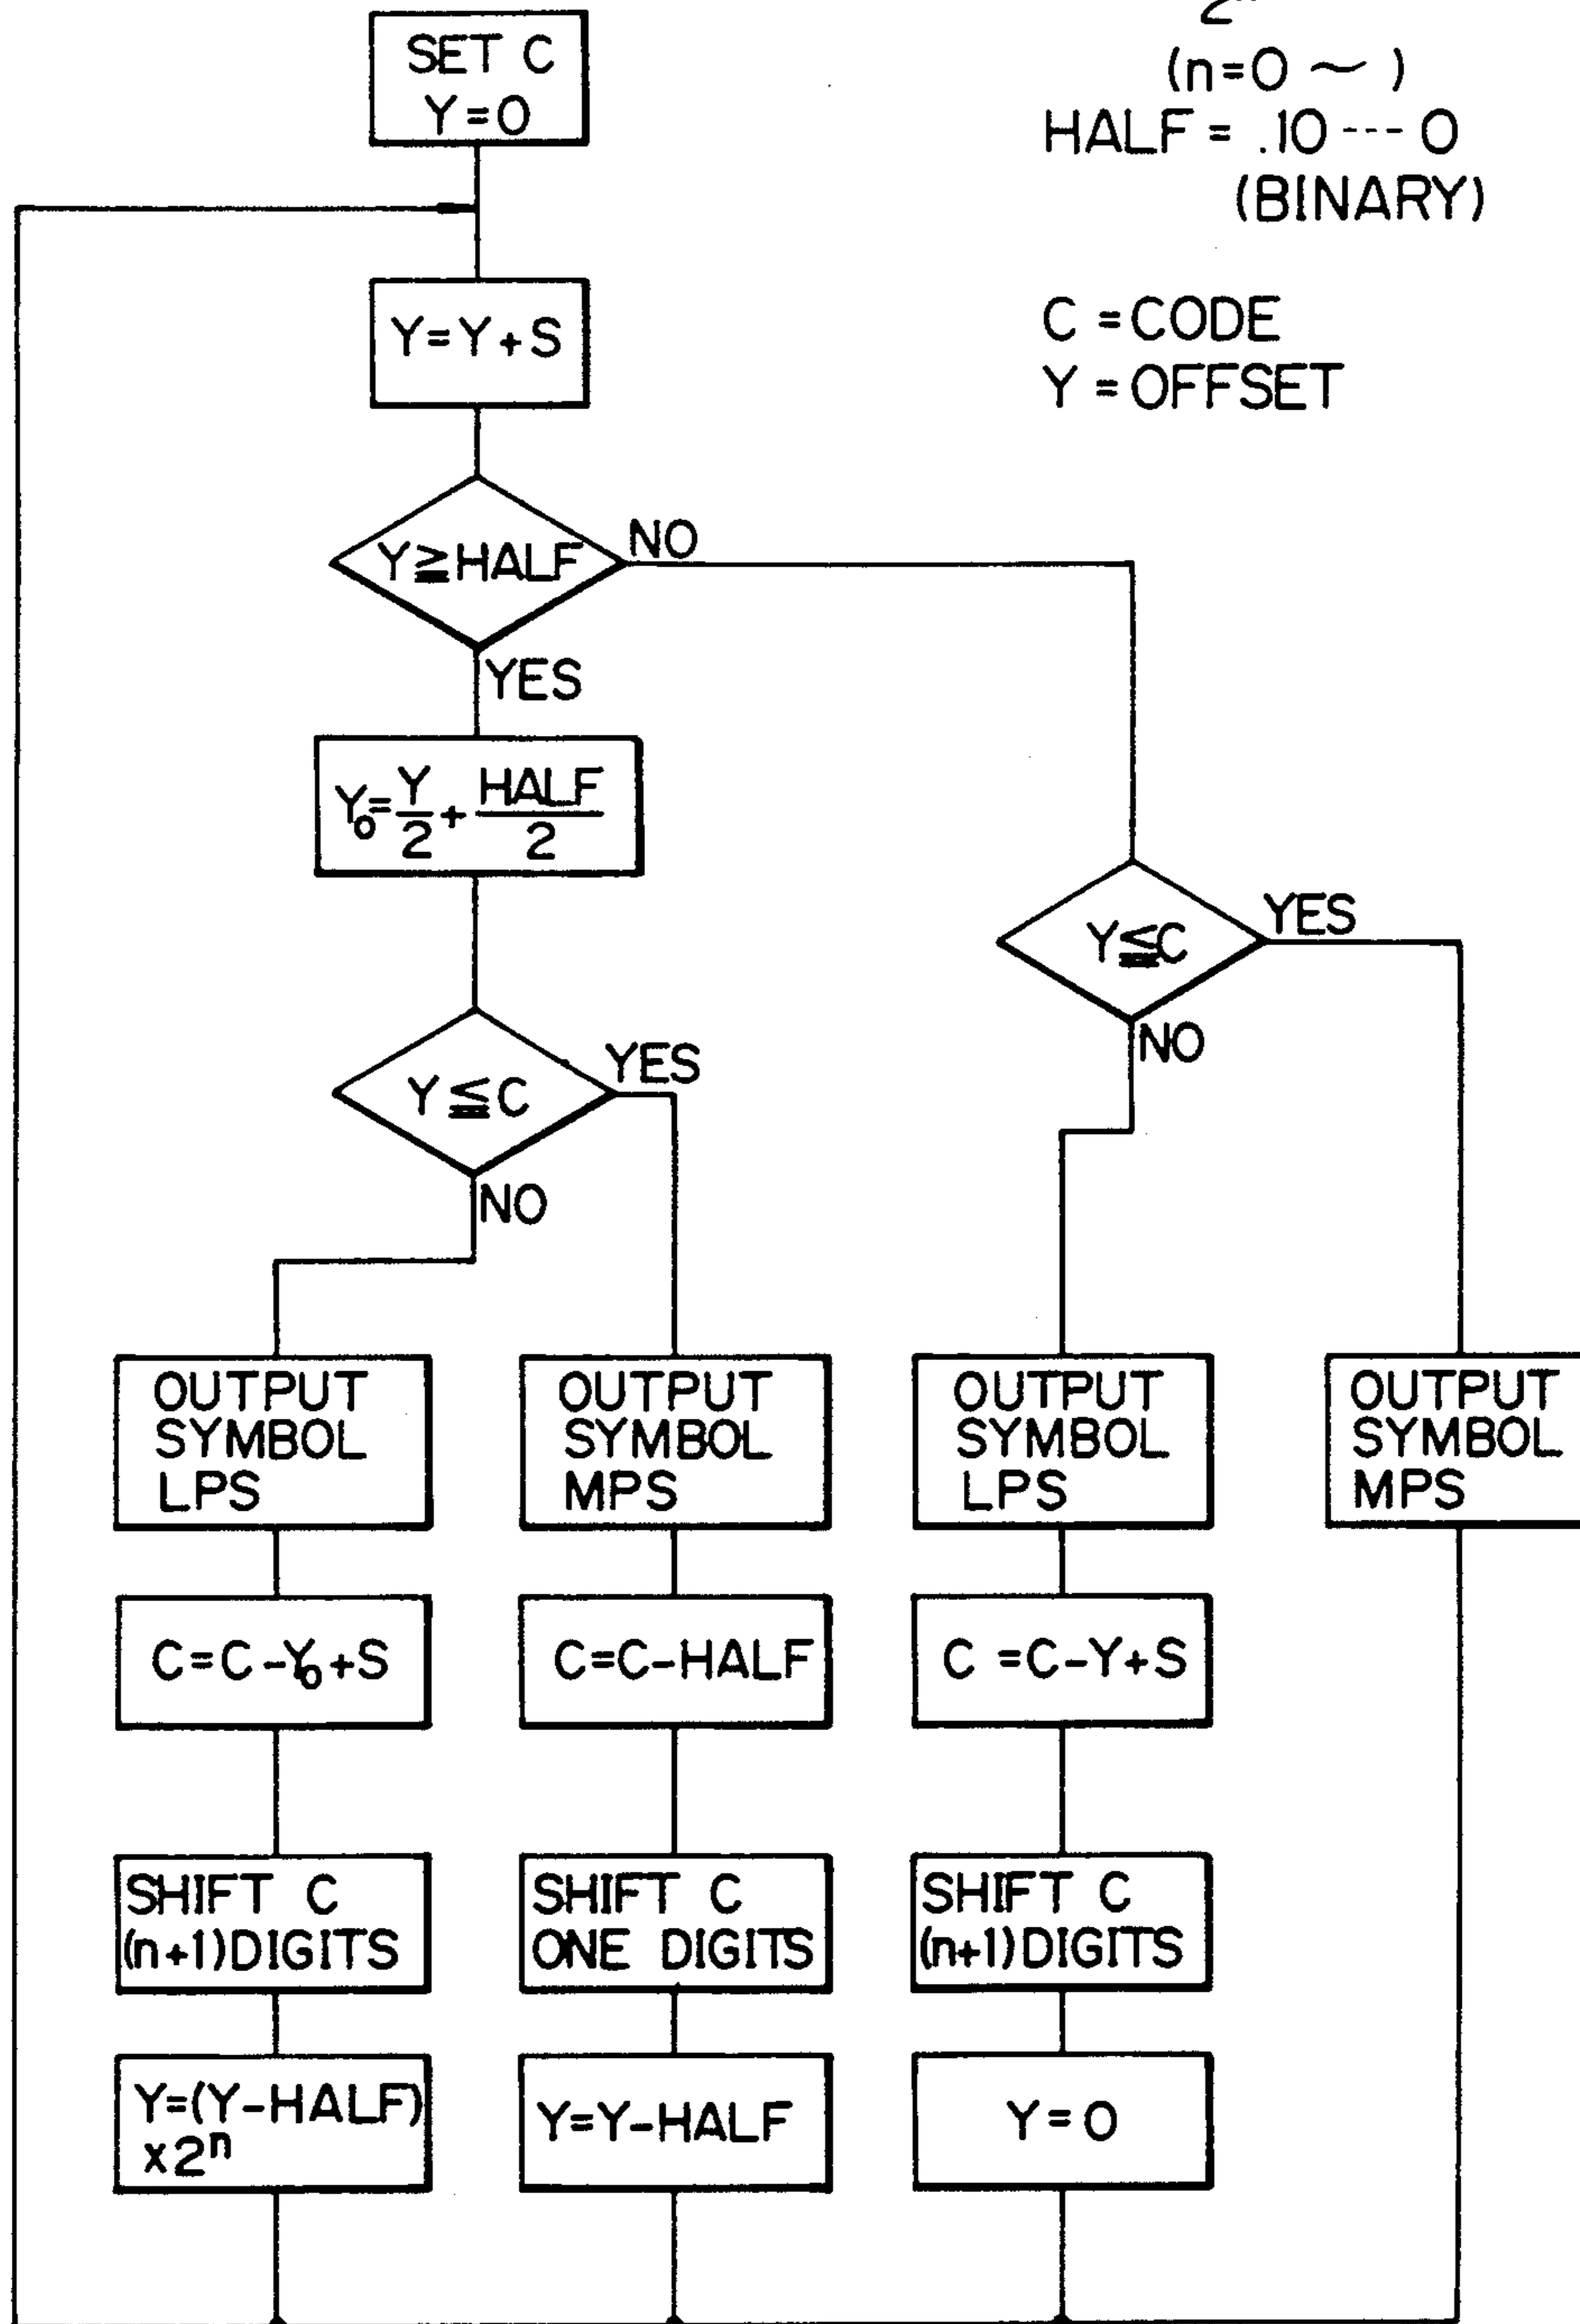 SET C
Y=0
(n=0 ~ )
HALF = .10---0
(BINARY)
Y=Y+S
C =CODE
Y =OFFSET
Y≧HALF
NO
YES
Y₀=Y/2+HALF/2
Y≦C
YES
NO
Y≦C
YES
NO
OUTPUT
SYMBOL
LPS
OUTPUT
SYMBOL
MPS
OUTPUT
SYMBOL
LPS
OUTPUT
SYMBOL
MPS
C=C-Y₀+S
C=C-HALF
C =C-Y+S
SHIFT C
(n+1)DIGITS
SHIFT C
ONE DIGITS
SHIFT C
(n+1)DIGITS
Y=(Y-HALF)
x2ⁿ
Y=Y-HALF
Y=0